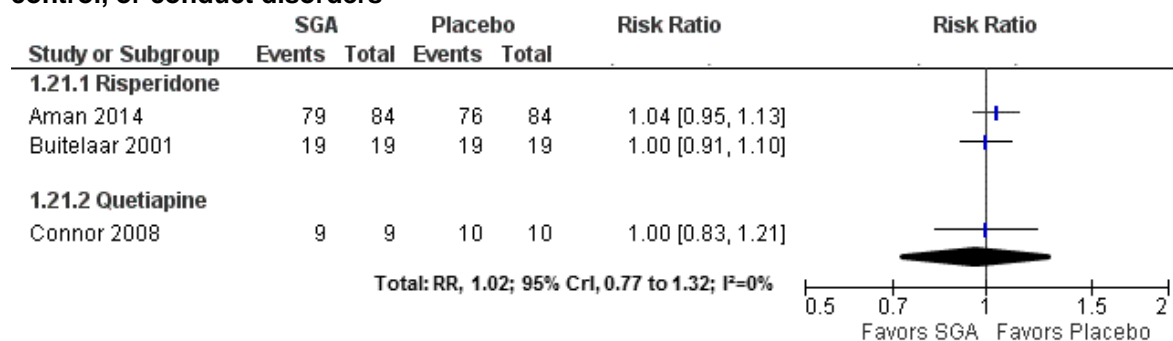 control, or conduct disorders
SGA Placebo Risk Ratio Risk Ratio
Study or Subgroup Events Total Events Total
1.21.1 Risperidone
Aman 2014 79 84 76 84 1.04 [0.95, 1.13]
Buitelaar 2001 19 19 19 19 1.00 [0.91, 1.10]
1.21.2 Quetiapine
Connor 2008 9 9 10 10 1.00 [0.83, 1.21]
Total: RR, 1.02; 95% CrI, 0.77 to 1.32; I²=0%
0.5 0.7 1 1.5 2
Favors SGA Favors Placebo